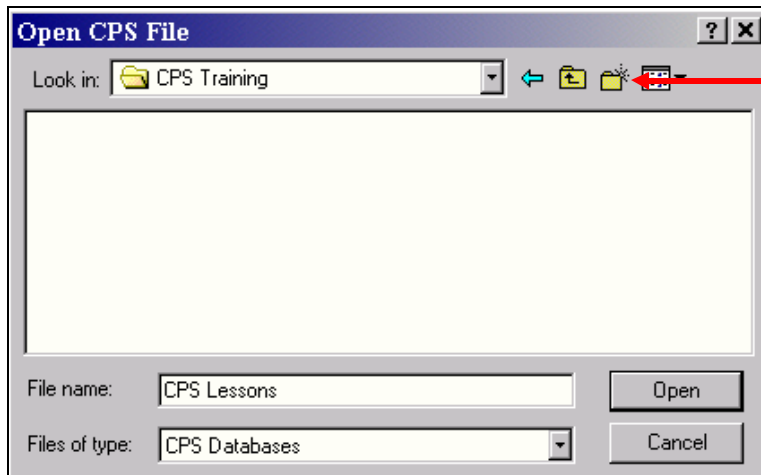 Open CPS File
Look in: CPS Training
File name: CPS Lessons Open
Files of type: CPS Databases Cancel